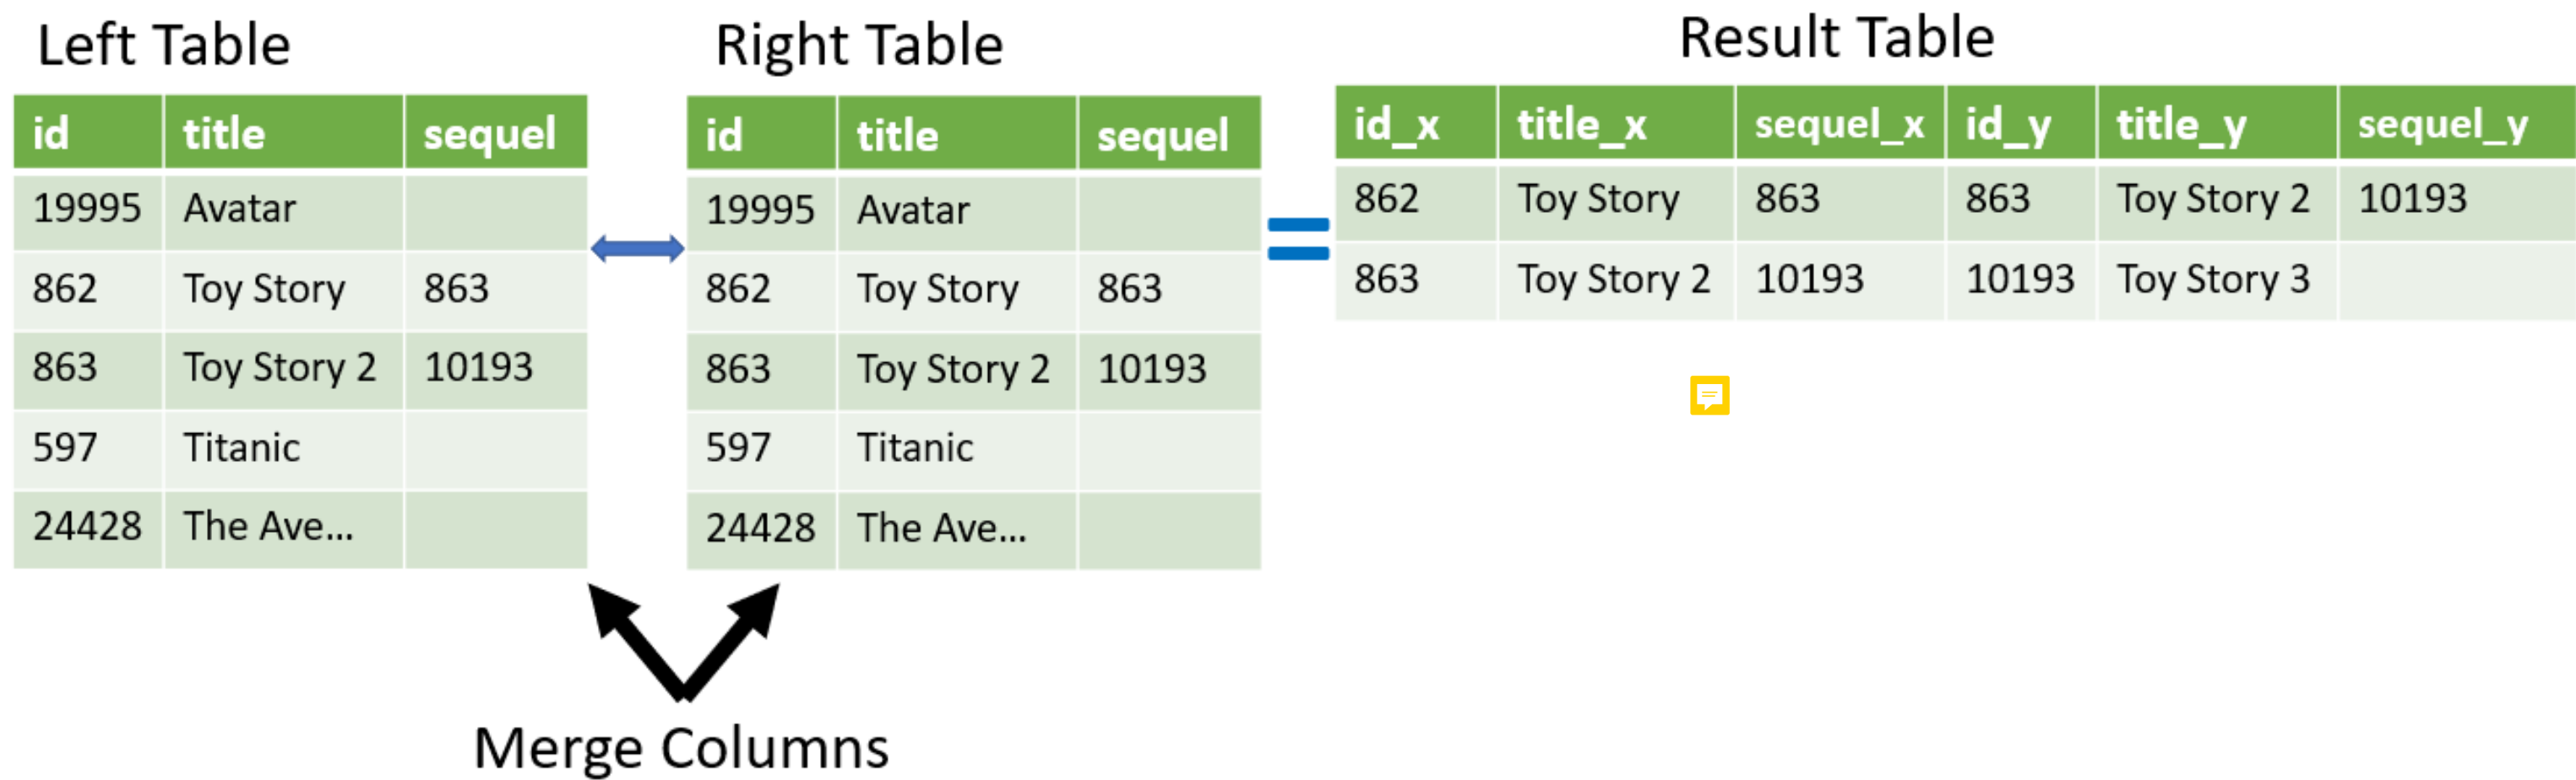 Left Table
id title sequel
19995 Avatar
862 Toy Story 863
863 Toy Story 2 10193
597 Titanic
24428 The Ave...
Right Table
id title sequel
19995 Avatar
862 Toy Story 863
863 Toy Story 2 10193
597 Titanic
24428 The Ave...
Result Table
id_x title_x sequel_x id_y title_y sequel_y
862 Toy Story 863 863 Toy Story 2 10193
863 Toy Story 2 10193 10193 Toy Story 3
Merge Columns